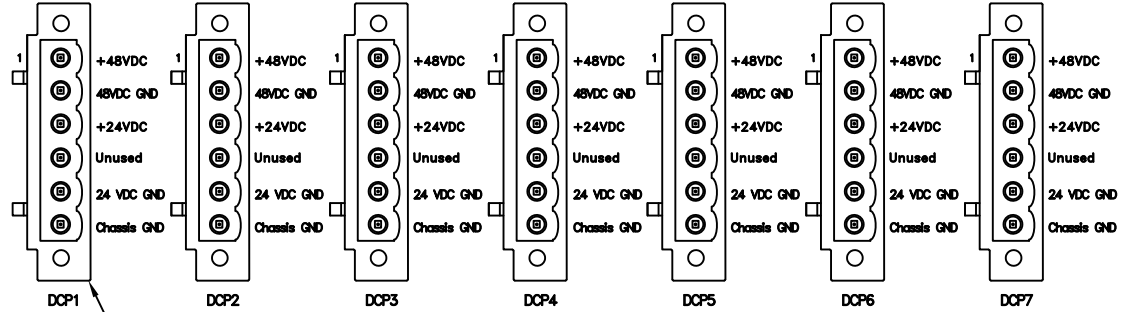 1 +48VDC 1 +48VDC 1 +48VDC 1 +48VDC 1 +48VDC 1 +48VDC 1 +48VDC
48VDC GND 48VDC GND 48VDC GND 48VDC GND 48VDC GND 48VDC GND 48VDC GND
+24VDC +24VDC +24VDC +24VDC +24VDC +24VDC +24VDC
Unused Unused Unused Unused Unused Unused Unused
24 VDC GND 24 VDC GND 24 VDC GND 24 VDC GND 24 VDC GND 24 VDC GND 24 VDC GND
Chassis GND Chassis GND Chassis GND Chassis GND Chassis GND Chassis GND Chassis GND
DCP1 DCP2 DCP3 DCP4 DCP5 DCP6 DCP7